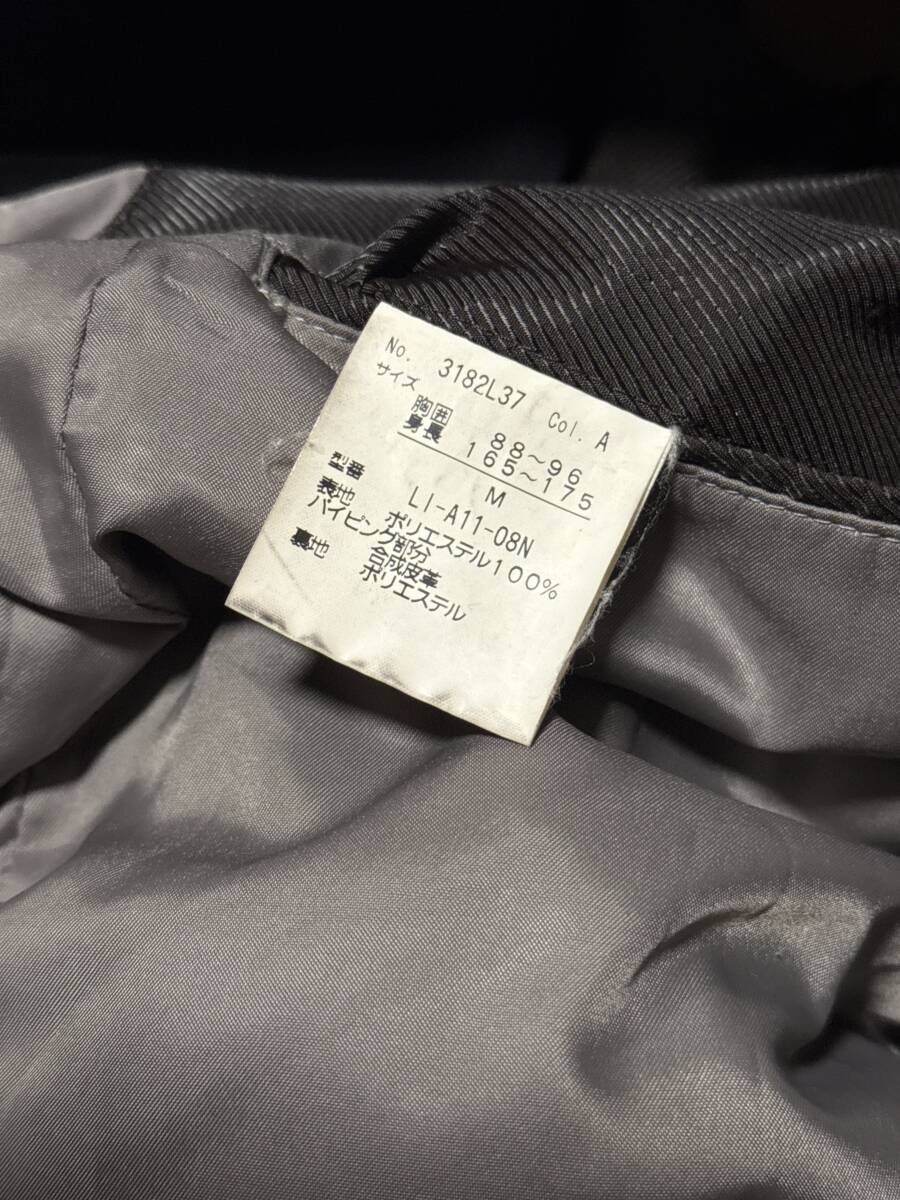 No. 3182L37 Col. A
サイズ
胸囲 88~96
身長 165~175
M
型番 LI-A11-08N
表地 ポリエステル100%
パイピング部分
合成皮革
裏地 ポリエステル